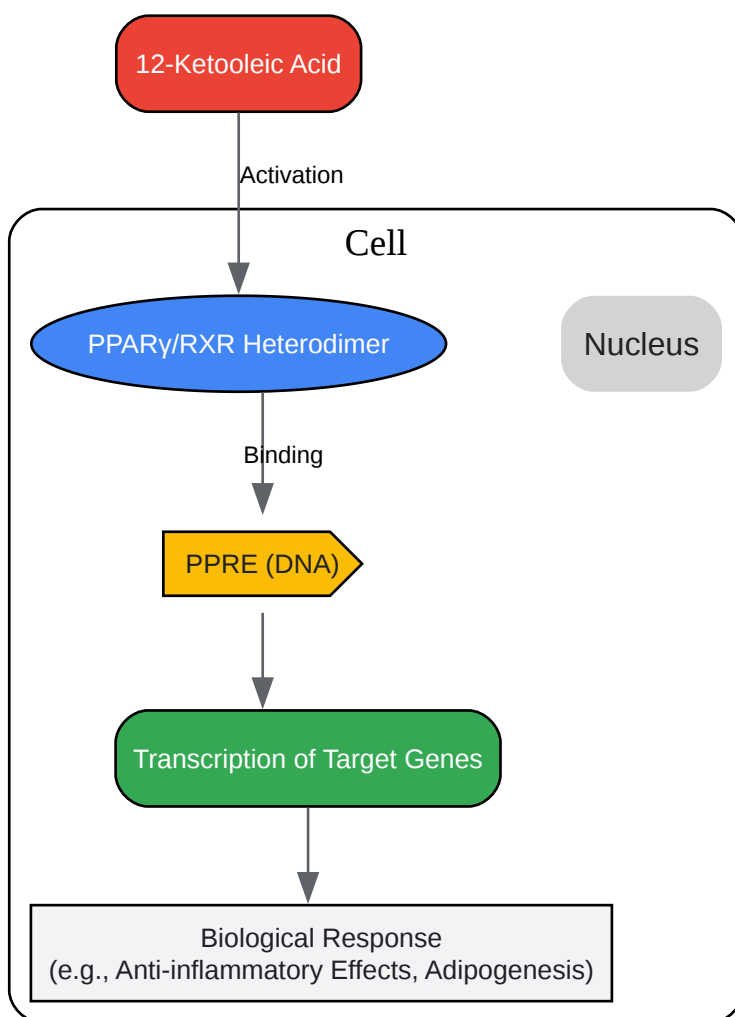 12-Ketooleic Acid
Activation
Cell
PPARγ/RXR Heterodimer
Nucleus
Binding
PPRE (DNA)
Transcription of Target Genes
Biological Response
(e.g., Anti-inflammatory Effects, Adipogenesis)